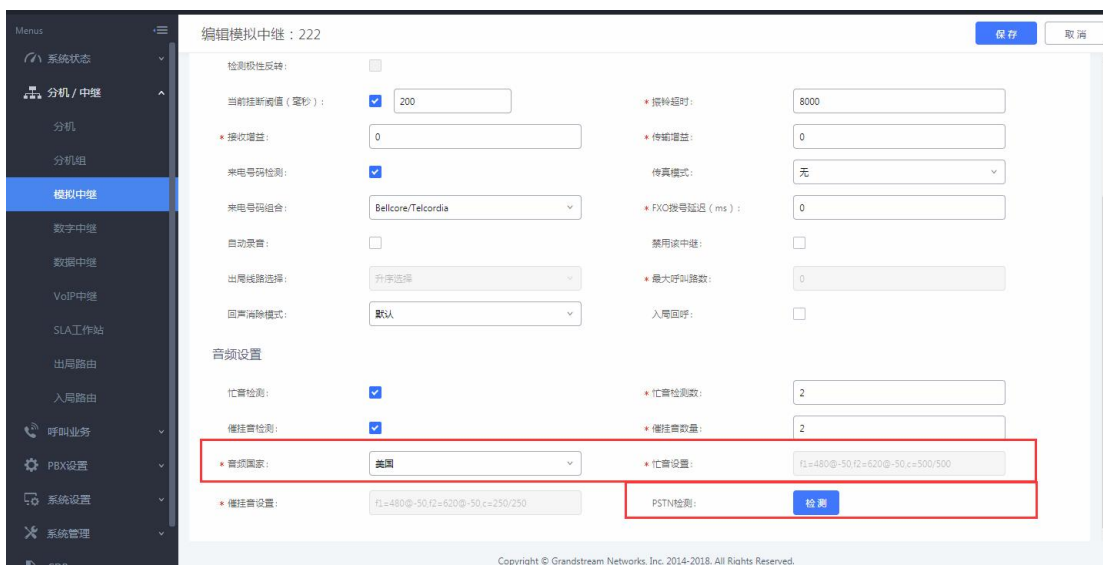 Menus
编辑模拟中继：222
保存
取消
系统状态
检测极性反转：
分机 / 中继
当前挂断阈值（毫秒）：
200
* 振铃超时：
8000
分机
* 接收增益：
0
* 传输增益：
0
分机组
来电号码检测：
传真模式：
无
模拟中继
来电号码组合：
Bellcore/Telcordia
* FXO拨号延迟（ms）：
0
数字中继
自动录音：
禁用该中继：
数据中继
出局线路选择：
升序选择
* 最大呼叫路数：
0
VoIP中继
回声消除模式：
默认
入局回呼：
SLA工作站
音频设置
出局路由
忙音检测：
* 忙音检测数：
2
入局路由
催挂音检测：
* 催挂音数量：
2
呼叫业务
* 音频国家：
美国
* 忙音设置：
f1=480@-50,f2=620@-50,c=500/500
PBX设置
* 催挂音设置：
f1=480@-50,f2=620@-50,c=250/250
PSTN检测：
检测
系统设置
系统管理
Copyright © Grandstream Networks, Inc. 2014-2018. All Rights Reserved.